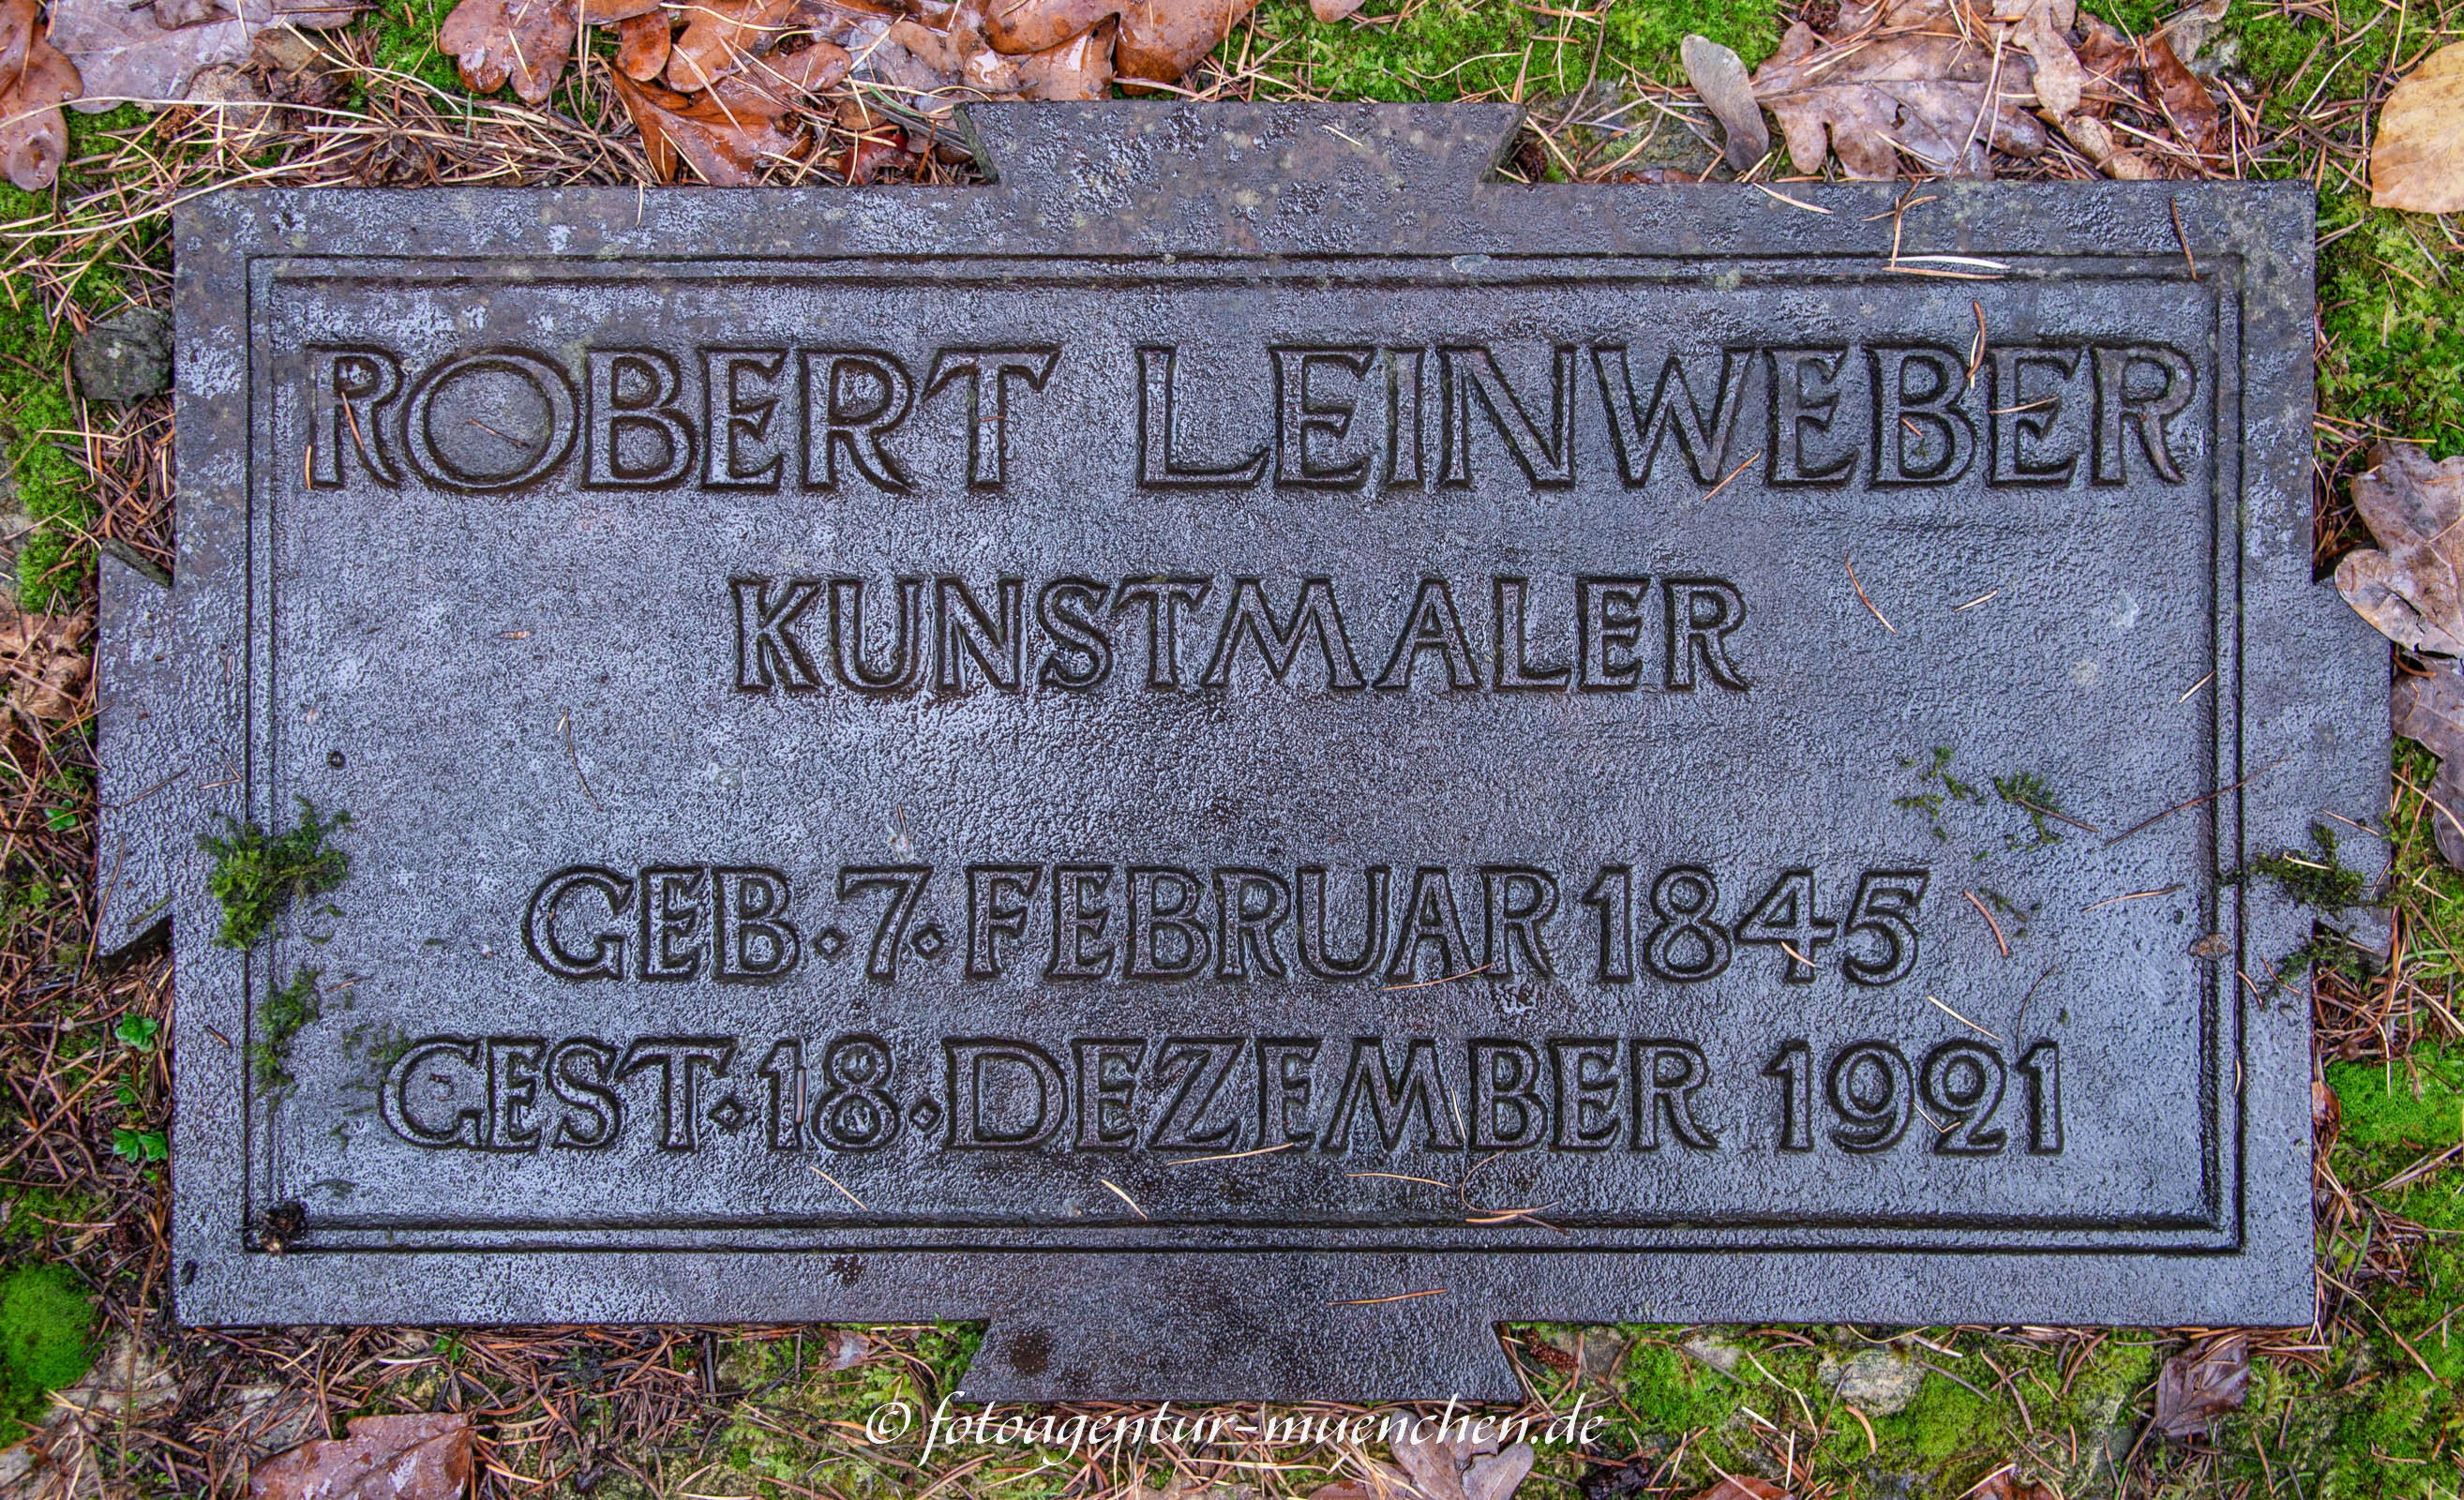 ROBERT LEINWEBER
KUNSTMALER
GEB·7·FEBRUAR 1845
GEST·18·DEZEMBER 1921
© fotoagentur-muenchen.de